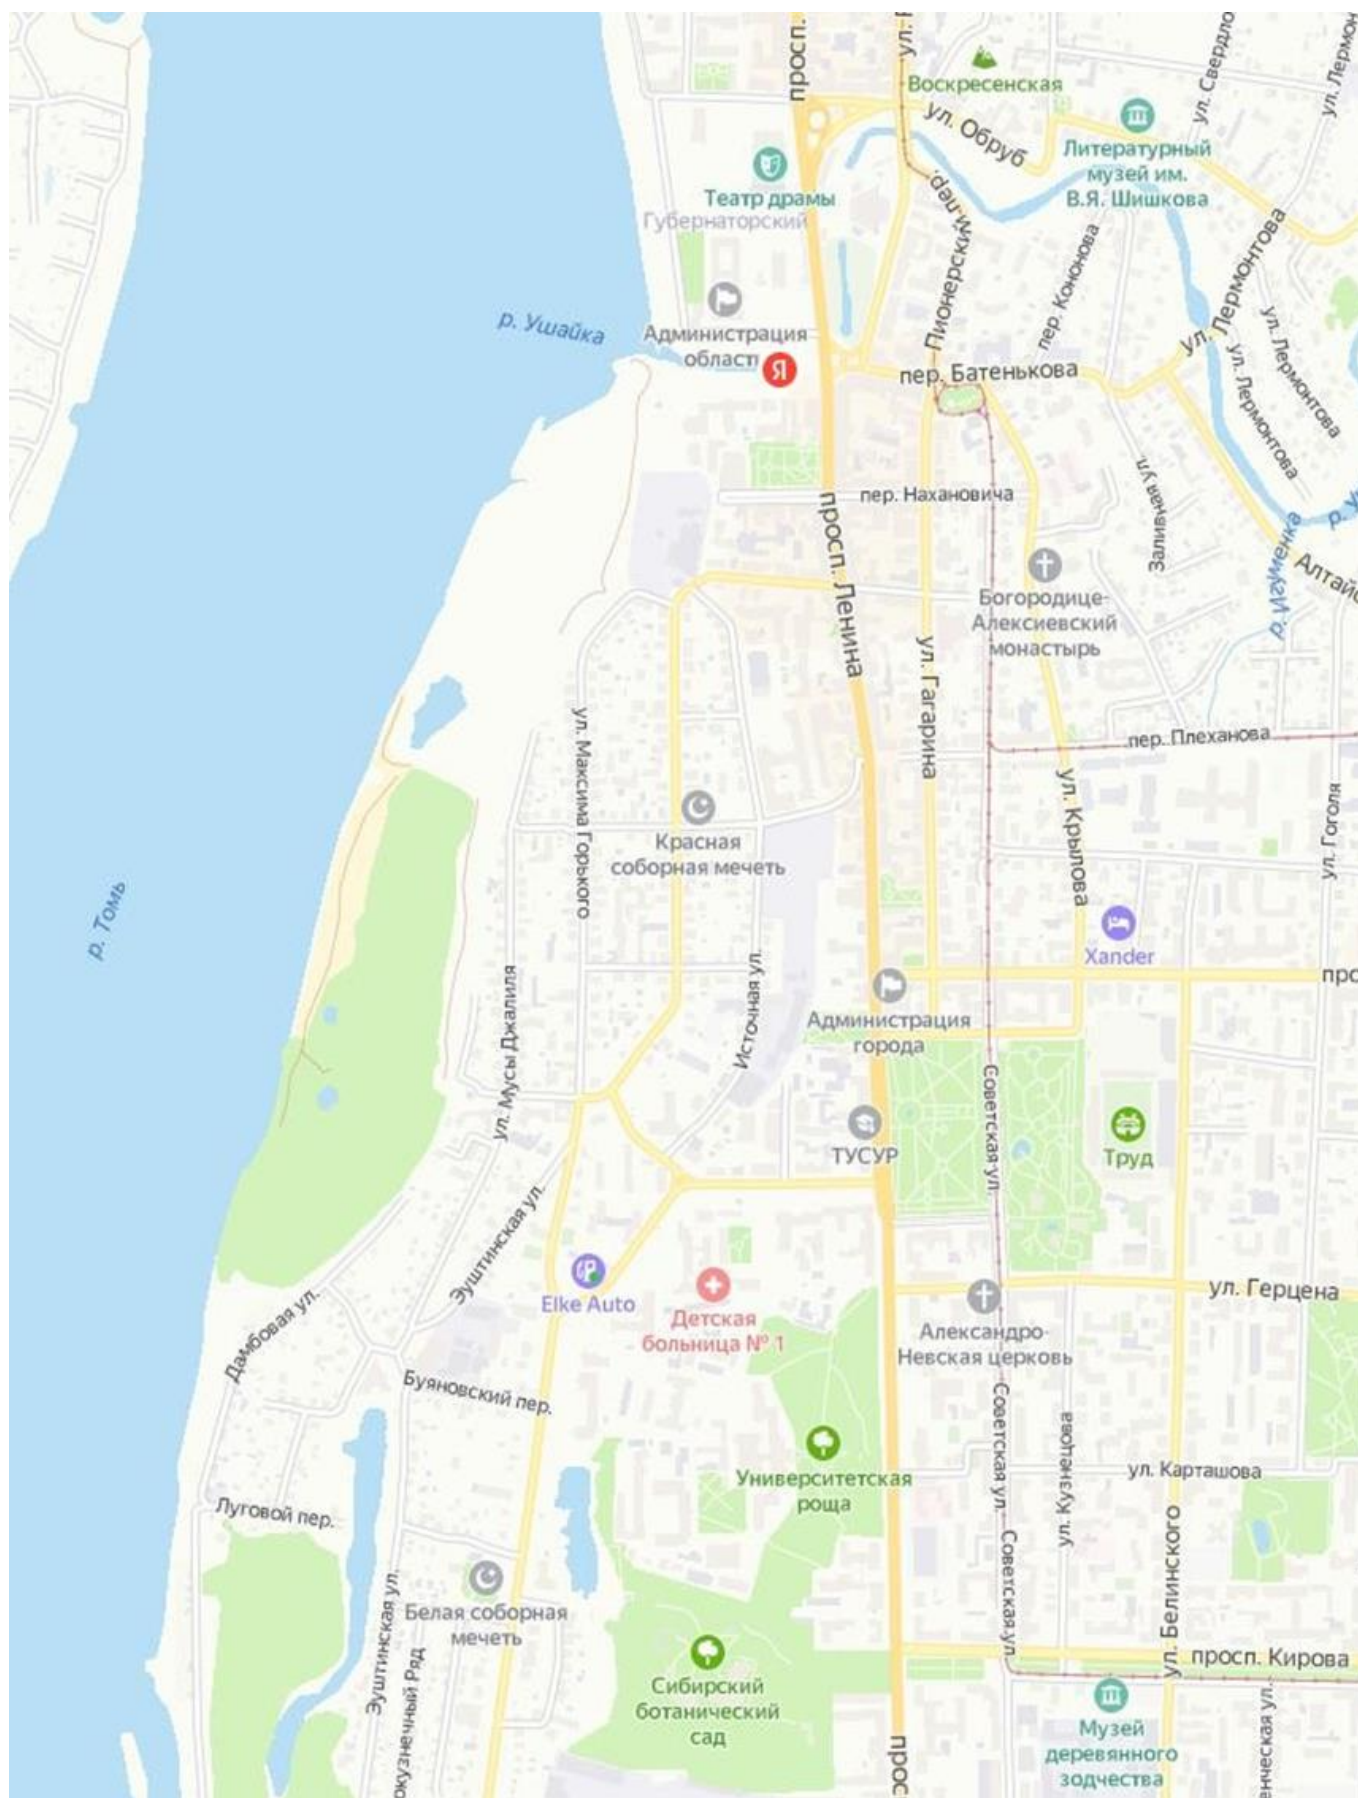 просп.
Воскресенская
ул. Обруб
ул. Лермон
Литературный
музей им.
В.Я. Шишкова
Театр драмы
Губернаторский
Пионерский пер.
пер. Кононова
ул. Лермонтова
ул. Лермонтова
ул. Лермонтова
р. Ушайка
Администрация
област
Я
пер. Батенькова
пер. Нахановича
Заливная ул.
р. Игуменка
просп. Ленина
Богородице-
Алексиевский
монастырь
ул. Гагарина
пер. Плеханова
ул. Максима Горького
ул. Крылова
ул. Гоголя
Красная
соборная мечеть
р. Томь
Xander
Источная ул.
Администрация
города
ул. Мусы Джалиля
Советская ул.
ТУСУР
Труд
Эуштинская ул.
Elke Auto
Детская
больница № 1
ул. Герцена
Александро-
Невская церковь
Дамбовая ул.
Буяновский пер.
Советская ул.
ул. Кузнецова
Университетская
роща
ул. Карташова
Луговой пер.
Советская ул.
ул. Белинского
Эуштинская ул.
Белая соборная
мечеть
просп. Кирова
Сибирский
ботанический
сад
Музей
деревянного
зодчества